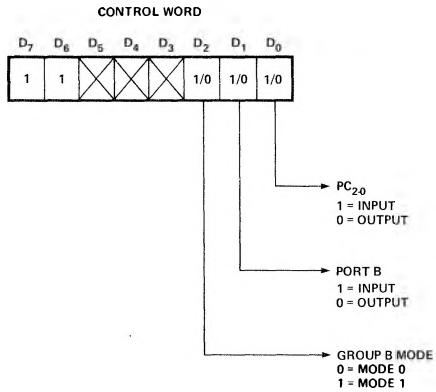 CONTROL WORD
D7 D6 D5 D4 D3 D2 D1 D0
1 1 1/0 1/0 1/0
PC2-0
1 = INPUT
0 = OUTPUT
PORT B
1 = INPUT
0 = OUTPUT
GROUP B MODE
0 = MODE 0
1 = MODE 1